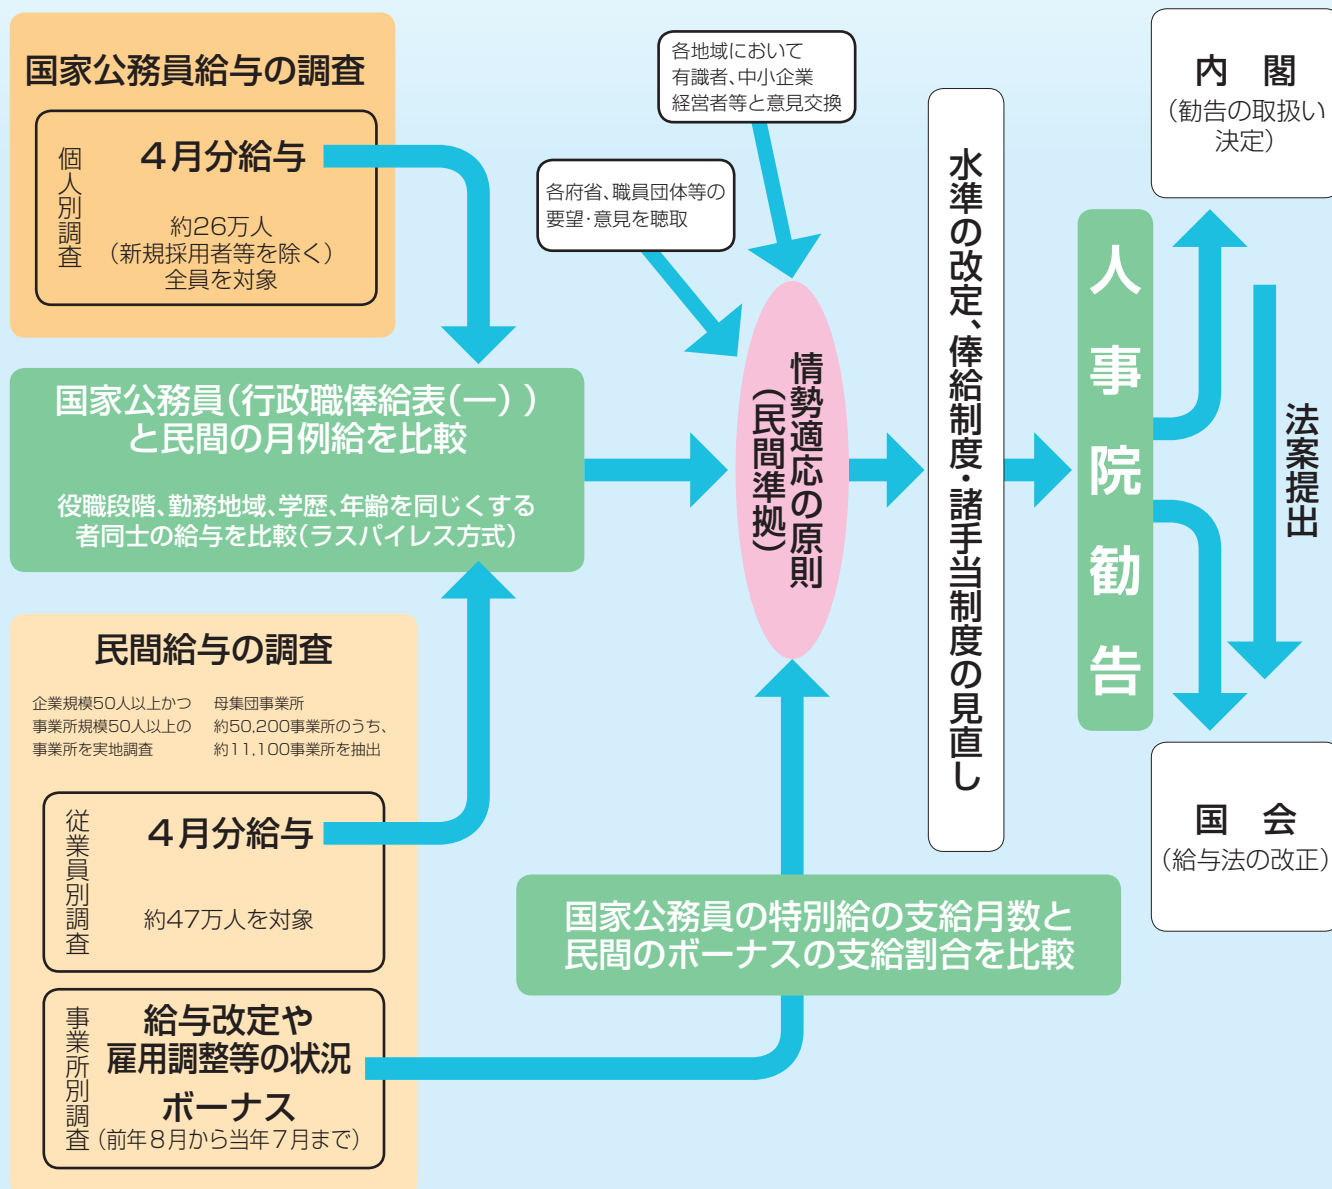 国家公務員給与の調査
個人別調査
４月分給与
約26万人
（新規採用者等を除く）
全員を対象
国家公務員（行政職俸給表（一））
と民間の月例給を比較
役職段階、勤務地域、学歴、年齢を同じくする
者同士の給与を比較（ラスパイレス方式）
民間給与の調査
企業規模50人以上かつ
事業所規模50人以上の
事業所を実地調査
母集団事業所
約50,200事業所のうち、
約11,100事業所を抽出
従業員別調査
４月分給与
約47万人を対象
事業所別調査
給与改定や
雇用調整等の状況
ボーナス
（前年８月から当年７月まで）
各地域において
有識者、中小企業
経営者等と意見交換
各府省、職員団体等の
要望・意見を聴取
情勢適応の原則
（民間準拠）
国家公務員の特別給の支給月数と
民間のボーナスの支給割合を比較
水準の改定、俸給制度・諸手当制度の見直し
人事院勧告
内　閣
（勧告の取扱い
決定）
法案提出
国　会
（給与法の改正）